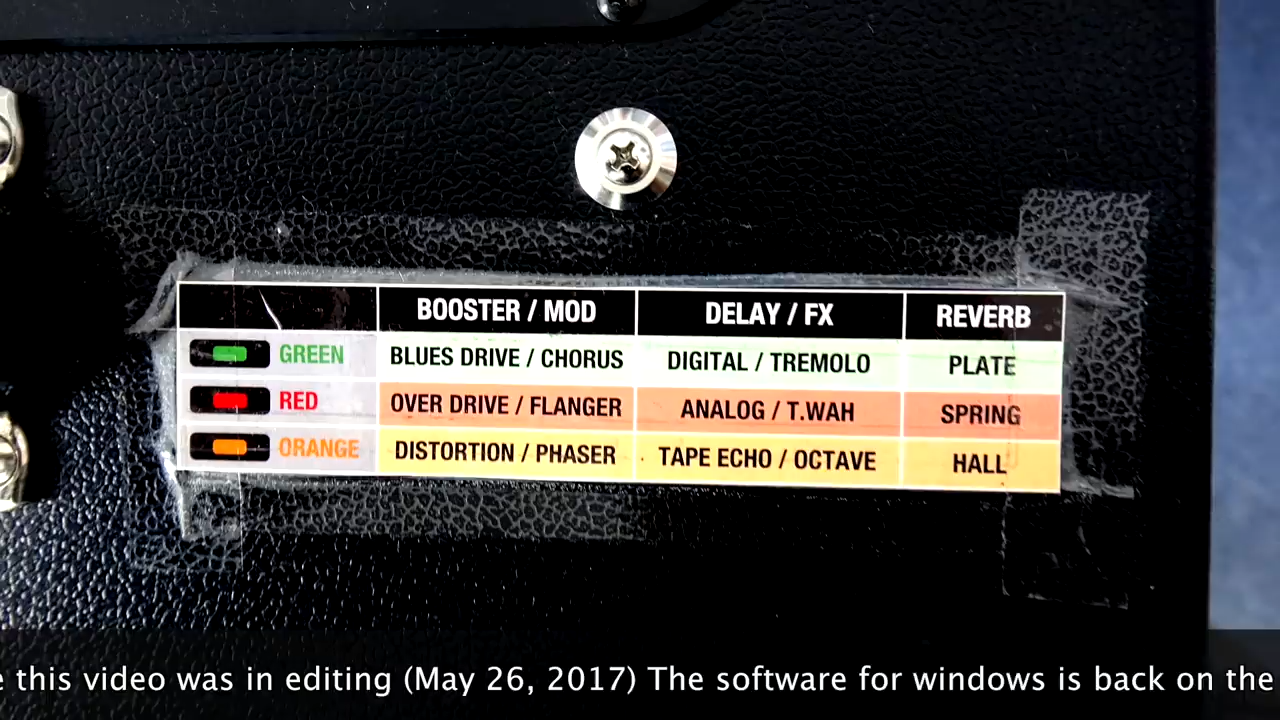 BOOSTER / MOD DELAY / FX REVERB
GREEN BLUES DRIVE / CHORUS DIGITAL / TREMOLO PLATE
RED OVER DRIVE / FLANGER ANALOG / T.WAH SPRING
ORANGE DISTORTION / PHASER TAPE ECHO / OCTAVE HALL
this video was in editing (May 26, 2017) The software for windows is back on the